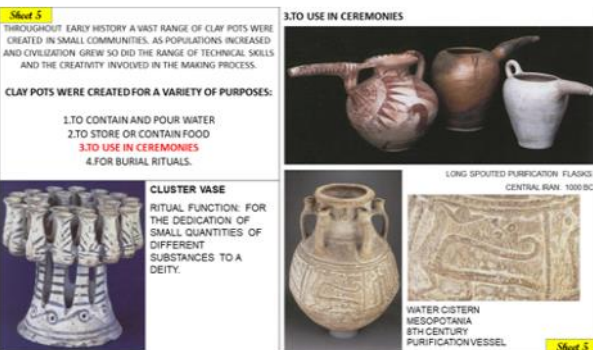 Sheet 5
THROUGHOUT EARLY HISTORY A VAST RANGE OF CLAY POTS WERE
CREATED IN SMALL COMMUNITIES. AS POPULATIONS INCREASED
AND CIVILIZATION GREW SO DID THE RANGE OF TECHNICAL SKILLS
AND THE CREATIVITY INVOLVED IN THE MAKING PROCESS.
CLAY POTS WERE CREATED FOR A VARIETY OF PURPOSES:
1.TO CONTAIN AND POUR WATER
2.TO STORE OR CONTAIN FOOD
3.TO USE IN CEREMONIES
4.FOR BURIAL RITUALS.
CLUSTER VASE
RITUAL FUNCTION: FOR
THE DEDICATION OF
SMALL QUANTITIES OF
DIFFERENT
SUBSTANCES TO A
DEITY.
3.TO USE IN CEREMONIES
LONG SPOUTED PURIFICATION FLASKS
CENTRAL IRAN: 1000 BC
WATER CISTERN
MESOPOTANIA
8TH CENTURY
PURIFICATION VESSEL
Sheet 5